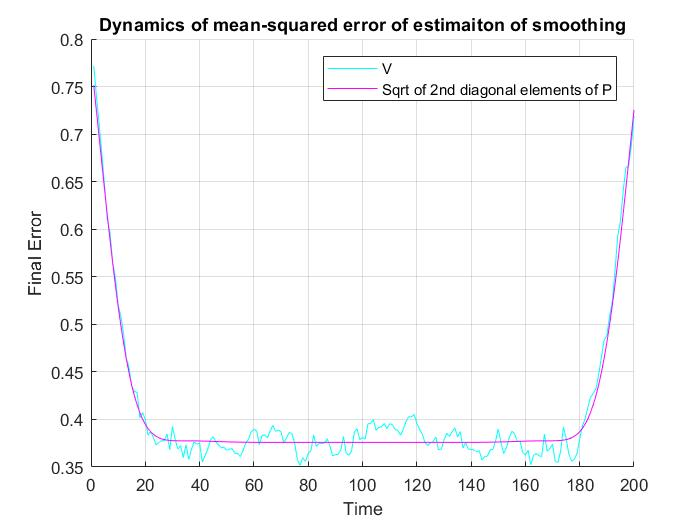 Dynamics of mean-squared error of estimaiton of smoothing
V
Sqrt of 2nd diagonal elements of P
Final Error
0.8
0.75
0.7
0.65
0.6
0.55
0.5
0.45
0.4
0.35
0 20 40 60 80 100 120 140 160 180 200
Time